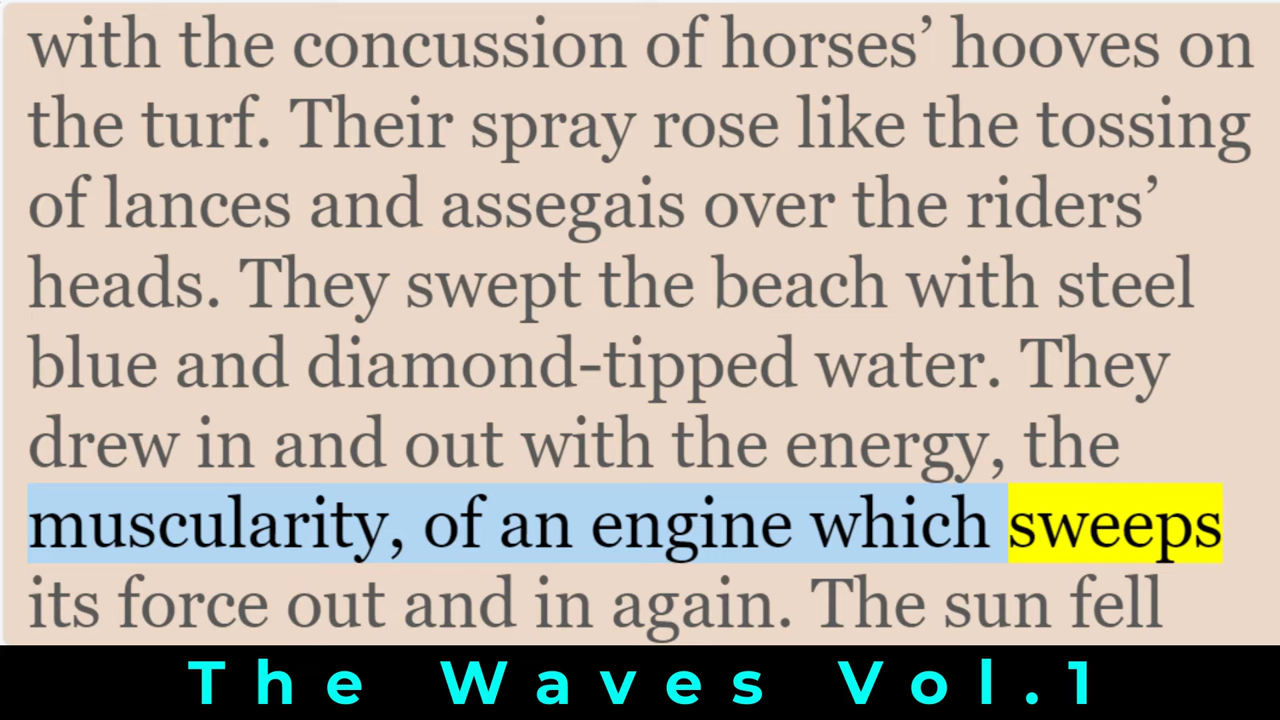 with the concussion of horses’ hooves on
the turf. Their spray rose like the tossing
of lances and assegais over the riders’
heads. They swept the beach with steel
blue and diamond-tipped water. They
drew in and out with the energy, the
muscularity, of an engine which sweeps
its force out and in again. The sun fell
The Waves Vol.1